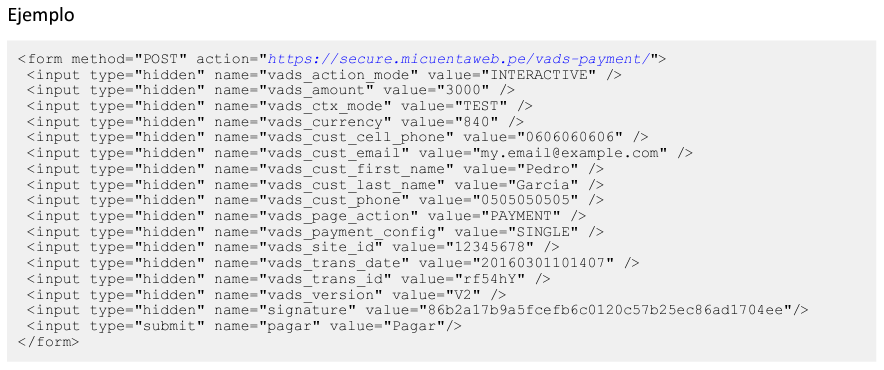 Ejemplo
<form method="POST" action="https://secure.micuentaweb.pe/vads-payment/">
<input type="hidden" name="vads_action_mode" value="INTERACTIVE" />
<input type="hidden" name="vads_amount" value="3000" />
<input type="hidden" name="vads_ctx_mode" value="TEST" />
<input type="hidden" name="vads_currency" value="840" />
<input type="hidden" name="vads_cust_cell_phone" value="0606060606" />
<input type="hidden" name="vads_cust_email" value="my.email@example.com" />
<input type="hidden" name="vads_cust_first_name" value="Pedro" />
<input type="hidden" name="vads_cust_last_name" value="Garcia" />
<input type="hidden" name="vads_cust_phone" value="0505050505" />
<input type="hidden" name="vads_page_action" value="PAYMENT" />
<input type="hidden" name="vads_payment_config" value="SINGLE" />
<input type="hidden" name="vads_site_id" value="12345678" />
<input type="hidden" name="vads_trans_date" value="20160301101407" />
<input type="hidden" name="vads_trans_id" value="rf54hY" />
<input type="hidden" name="vads_version" value="V2" />
<input type="hidden" name="signature" value="86b2a17b9a5fcefb6c0120c57b25ec86ad1704ee"/>
<input type="submit" name="pagar" value="Pagar"/>
</form>